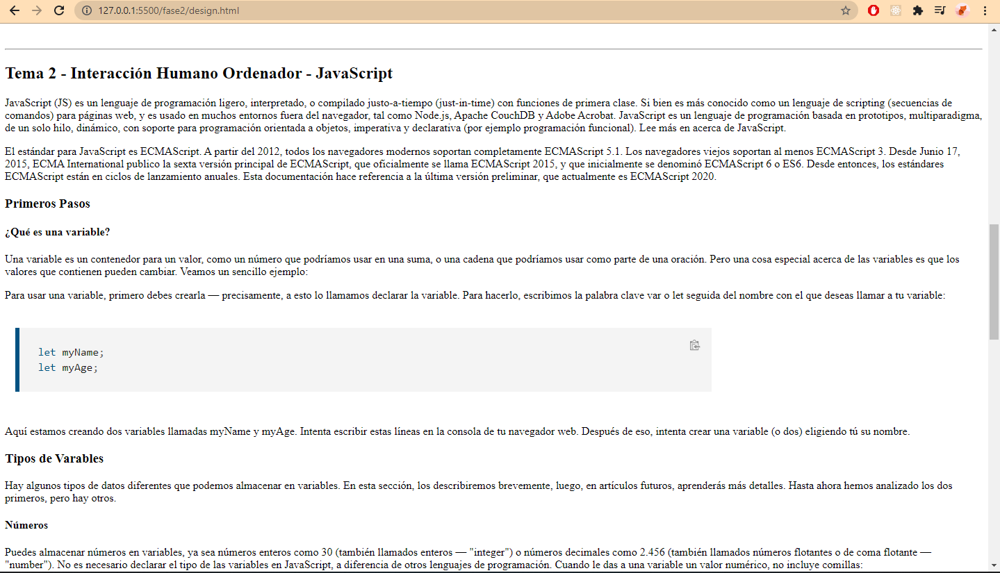 127.0.0.1:5500/fase2/design.html
Tema 2 - Interacción Humano Ordenador - JavaScript
JavaScript (JS) es un lenguaje de programación ligero, interpretado, o compilado justo-a-tiempo (just-in-time) con funciones de primera clase. Si bien es más conocido como un lenguaje de scripting (secuencias de
comandos) para páginas web, y es usado en muchos entornos fuera del navegador, tal como Node.js, Apache CouchDB y Adobe Acrobat. JavaScript es un lenguaje de programación basada en prototipos, multiparadigma,
de un solo hilo, dinámico, con soporte para programación orientada a objetos, imperativa y declarativa (por ejemplo programación funcional). Lee más en acerca de JavaScript.
El estándar para JavaScript es ECMAScript. A partir del 2012, todos los navegadores modernos soportan completamente ECMAScript 5.1. Los navegadores viejos soportan al menos ECMAScript 3. Desde Junio 17,
2015, ECMA International publico la sexta versión principal de ECMAScript, que oficialmente se llama ECMAScript 2015, y que inicialmente se denominó ECMAScript 6 o ES6. Desde entonces, los estándares
ECMAScript están en ciclos de lanzamiento anuales. Esta documentación hace referencia a la última versión preliminar, que actualmente es ECMAScript 2020.
Primeros Pasos
¿Qué es una variable?
Una variable es un contenedor para un valor, como un número que podríamos usar en una suma, o una cadena que podríamos usar como parte de una oración. Pero una cosa especial acerca de las variables es que los
valores que contienen pueden cambiar. Veamos un sencillo ejemplo:
Para usar una variable, primero debes crearla — precisamente, a esto lo llamamos declarar la variable. Para hacerlo, escribimos la palabra clave var o let seguida del nombre con el que deseas llamar a tu variable:
let myName;
let myAge;
Aquí estamos creando dos variables llamadas myName y myAge. Intenta escribir estas líneas en la consola de tu navegador web. Después de eso, intenta crear una variable (o dos) eligiendo tú su nombre.
Tipos de Varables
Hay algunos tipos de datos diferentes que podemos almacenar en variables. En esta sección, los describiremos brevemente, luego, en artículos futuros, aprenderás más detalles. Hasta ahora hemos analizado los dos
primeros, pero hay otros.
Números
Puedes almacenar números en variables, ya sea números enteros como 30 (también llamados enteros — "integer") o números decimales como 2.456 (también llamados números flotantes o de coma flotante —
"number"). No es necesario declarar el tipo de las variables en JavaScript, a diferencia de otros lenguajes de programación. Cuando le das a una variable un valor numérico, no incluye comillas: